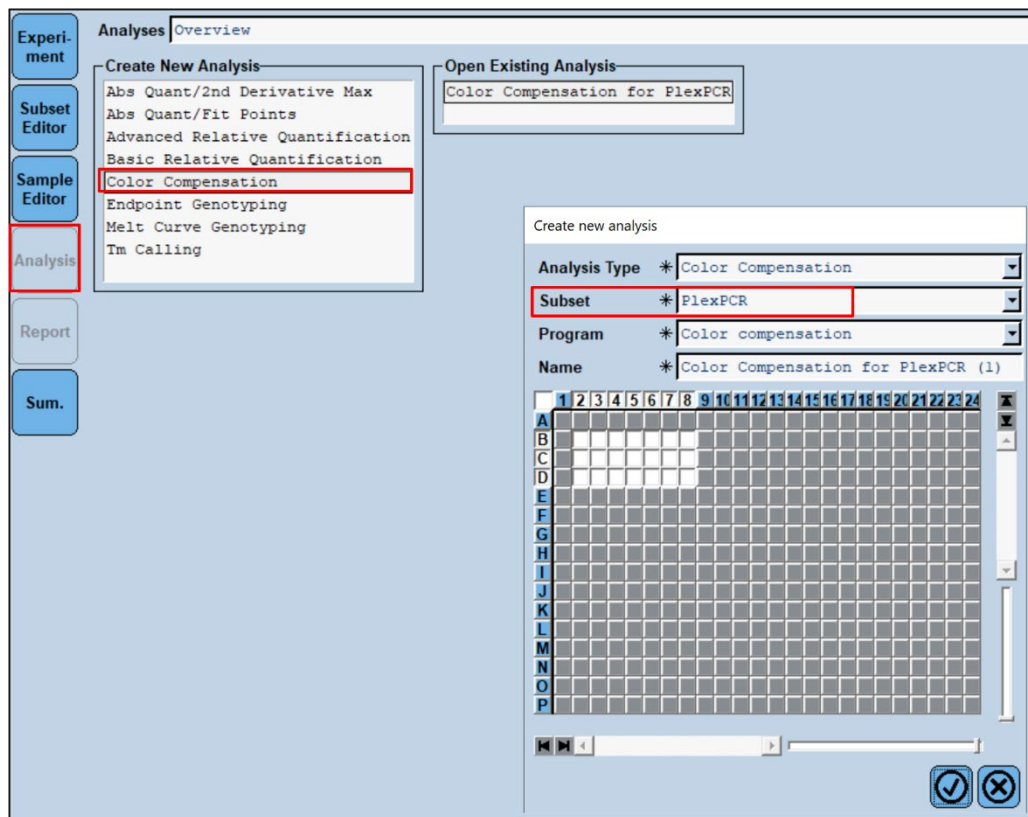 Experi-
ment
Subset
Editor
Sample
Editor
Analysis
Report
Sum.
Analyses Overview
Create New Analysis
Abs Quant/2nd Derivative Max
Abs Quant/Fit Points
Advanced Relative Quantification
Basic Relative Quantification
Color Compensation
Endpoint Genotyping
Melt Curve Genotyping
Tm Calling
Open Existing Analysis
Color Compensation for PlexPCR
Create new analysis
Analysis Type * Color Compensation
Subset * PlexPCR
Program * Color compensation
Name * Color Compensation for PlexPCR (1)
1 2 3 4 5 6 7 8 9 10 11 12 13 14 15 16 17 18 19 20 21 22 23 24
A
B
C
D
E
F
G
H
I
J
K
L
M
N
O
P